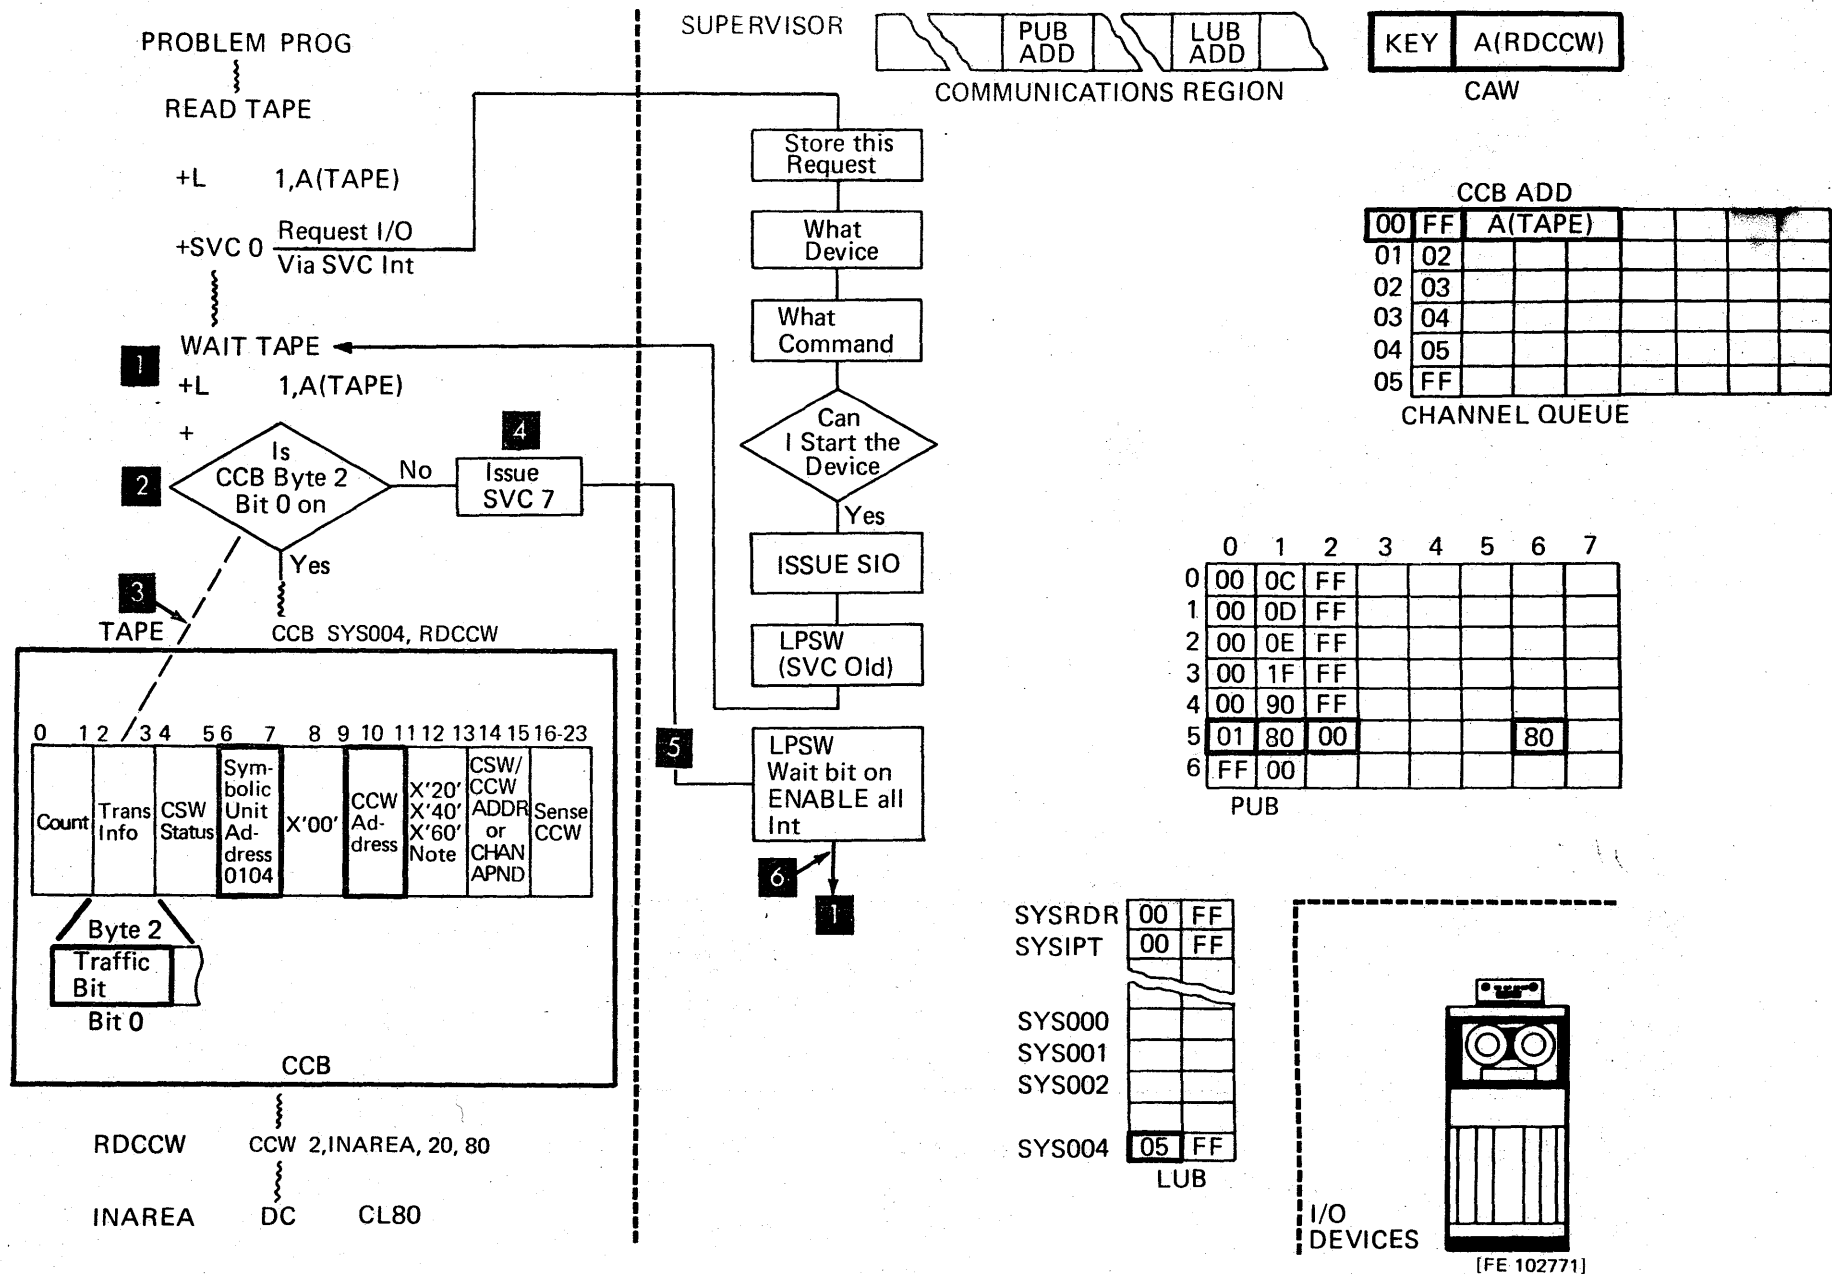 PROBLEM PROG
READ TAPE
+L 1,A(TAPE)
+SVC 0
Request I/O
Via SVC Int
1
WAIT TAPE
+L 1,A(TAPE)
+
2
Is
CCB Byte 2
Bit 0 on
No
4
Issue
SVC 7
Yes
3
TAPE
CCB SYS004, RDCCW
0 1 2 3 4 5 6 7 8 9 10 11 12 13 14 15 16-23
Count
Trans
Info
CSW
Status
Sym-
bolic
Unit
Ad-
dress
0104
X'00'
CCW
Ad-
dress
X'20'
X'40'
X'60'
Note
CSW/
CCW
ADDR
or
CHAN
APND
Sense
CCW
Byte 2
Traffic
Bit
Bit 0
CCB
RDCCW CCW 2,INAREA, 20, 80
INAREA DC CL80
SUPERVISOR
PUB
ADD
LUB
ADD
COMMUNICATIONS REGION
KEY A(RDCCW)
CAW
Store this
Request
What
Device
What
Command
Can
I Start the
Device
Yes
ISSUE SIO
LPSW
(SVC Old)
5
LPSW
Wait bit on
ENABLE all
Int
6
1
CCB ADD
00 FF A(TAPE)
01 02
02 03
03 04
04 05
05 FF
CHANNEL QUEUE
0 1 2 3 4 5 6 7
0 00 0C FF
1 00 0D FF
2 00 0E FF
3 00 1F FF
4 00 90 FF
5 01 80 00 80
6 FF 00
PUB
SYSRDR 00 FF
SYSIPT 00 FF
SYS000
SYS001
SYS002
SYS004 05 FF
LUB
I/O
DEVICES
[FE 102771]